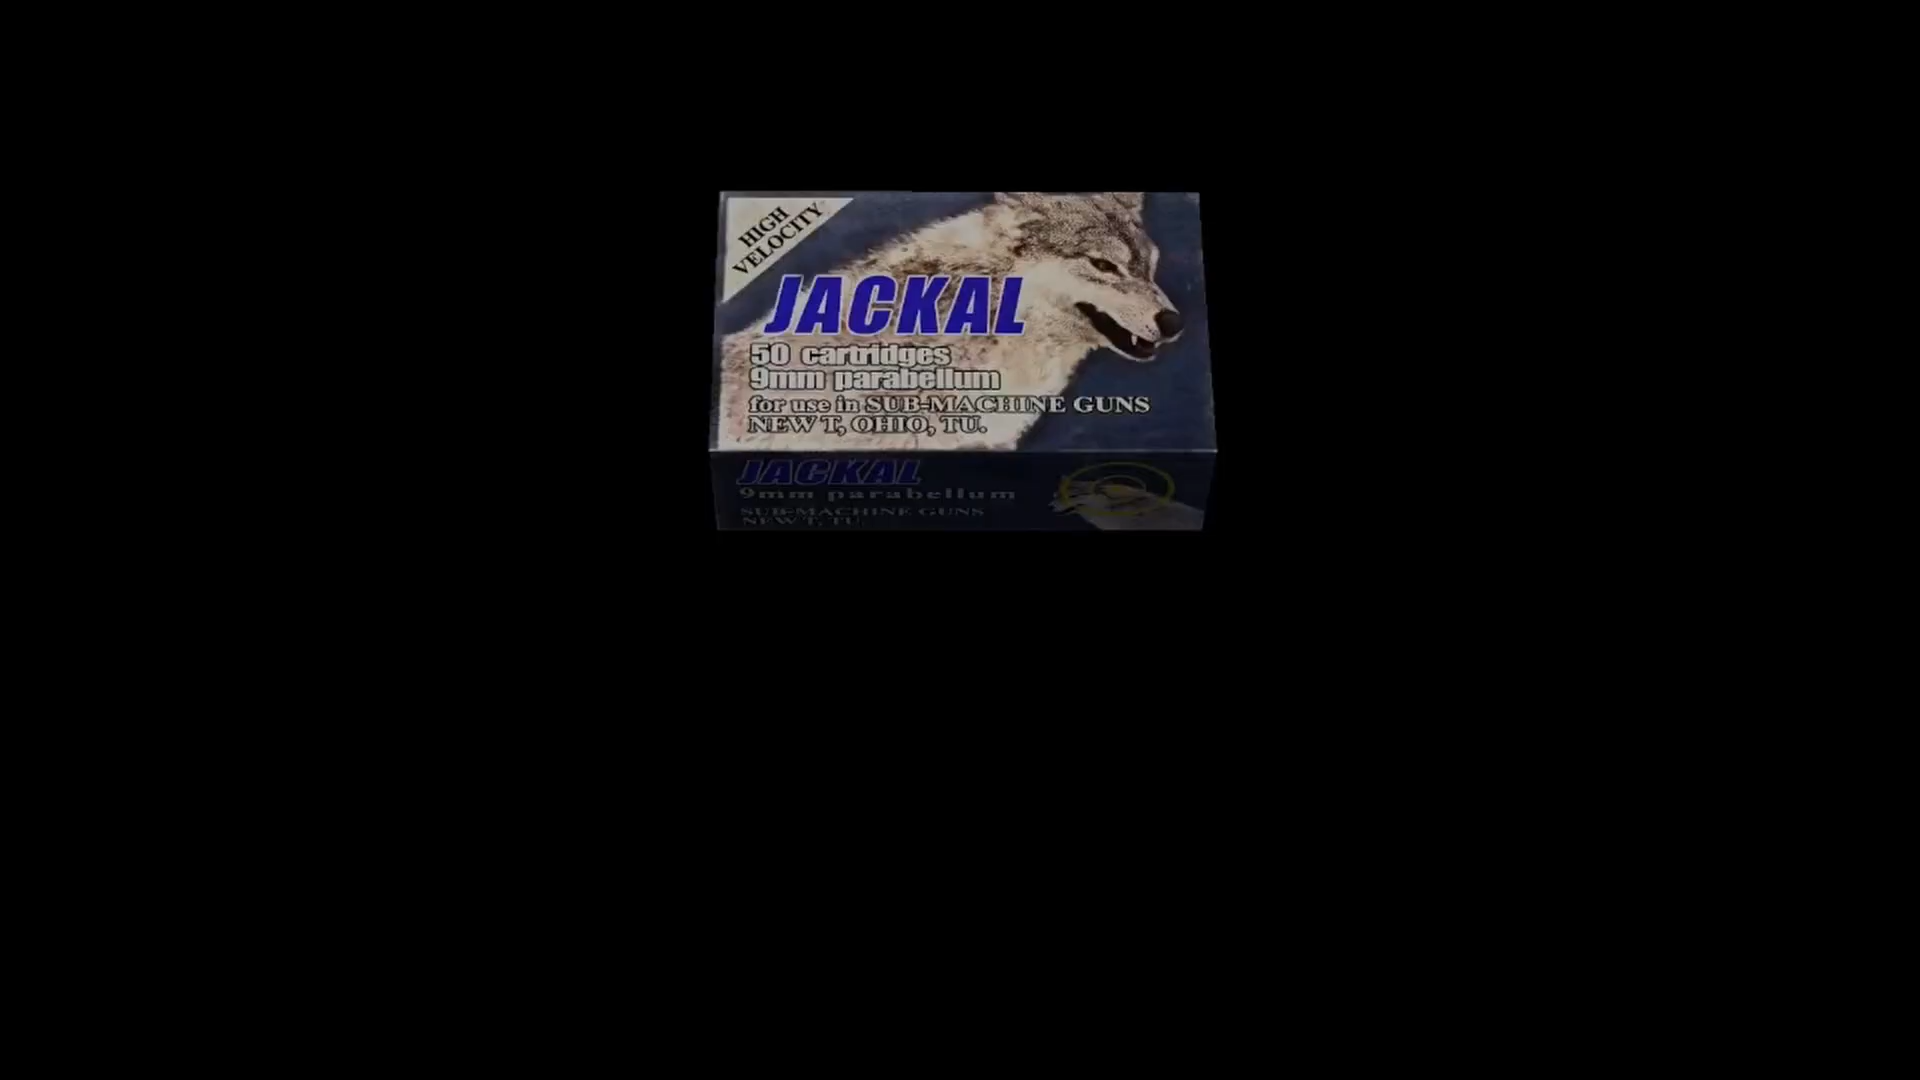 HIGH
VELOCITY
JACKAL
50 cartridges
9mm parabellum
for use in SUB-MACHINE GUNS
NEW T, OHIO, TU.
JACKAL
9mm parabellum
SUB-MACHINE GUNS
NEW T, TU.